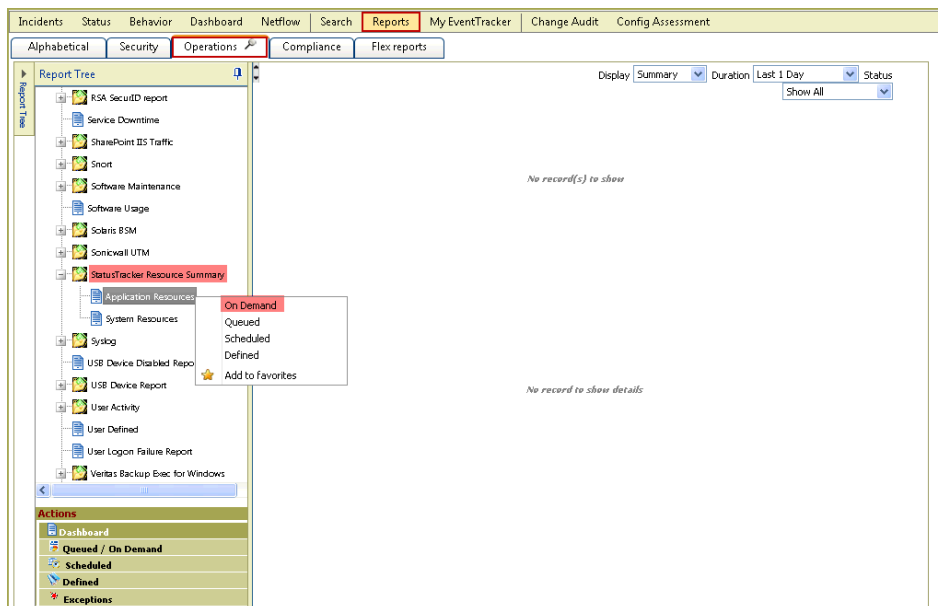 Incidents Status Behavior Dashboard Netflow Search Reports My EventTracker Change Audit Config Assessment
Alphabetical Security Operations Compliance Flex reports
Report Tree
Report Tree
Display Summary Duration Last 1 Day Status
Show All
RSA SecurID report
Service Downtime
SharePoint IIS Traffic
Snort
Software Maintenance
Software Usage
Solaris BSM
Sonicwall UTM
StatusTracker Resource Summary
Application Resources
System Resources
Syslog
USB Device Disabled Repo
USB Device Report
User Activity
User Defined
User Logon Failure Report
Veritas Backup Exec for Windows
On Demand
Queued
Scheduled
Defined
Add to favorites
No record(s) to show
No record to show details
Actions
Dashboard
Queued / On Demand
Scheduled
Defined
Exceptions